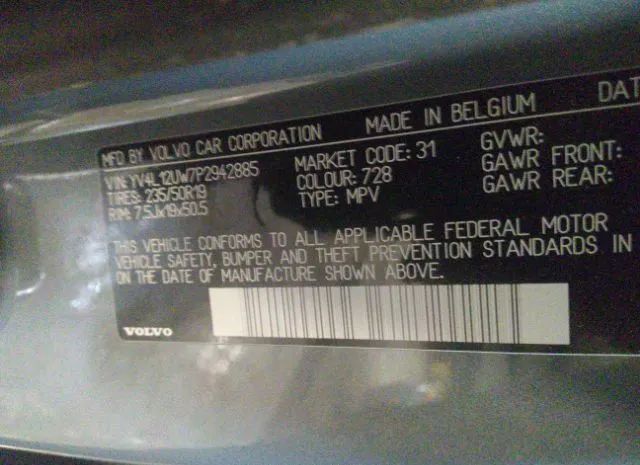 MFD BY VOLVO CAR CORPORATION MADE IN BELGIUM DAT
VIN: YV4L12UW7P2942885 MARKET CODE: 31 GVWR:
TIRES: 235/50R19 COLOUR: 728 GAWR FRONT:
RIM: 7.5Jx19x50.5 TYPE: MPV GAWR REAR:
THIS VEHICLE CONFORMS TO ALL APPLICABLE FEDERAL MOTOR
VEHICLE SAFETY, BUMPER AND THEFT PREVENTION STANDARDS IN
ON THE DATE OF MANUFACTURE SHOWN ABOVE.
VOLVO